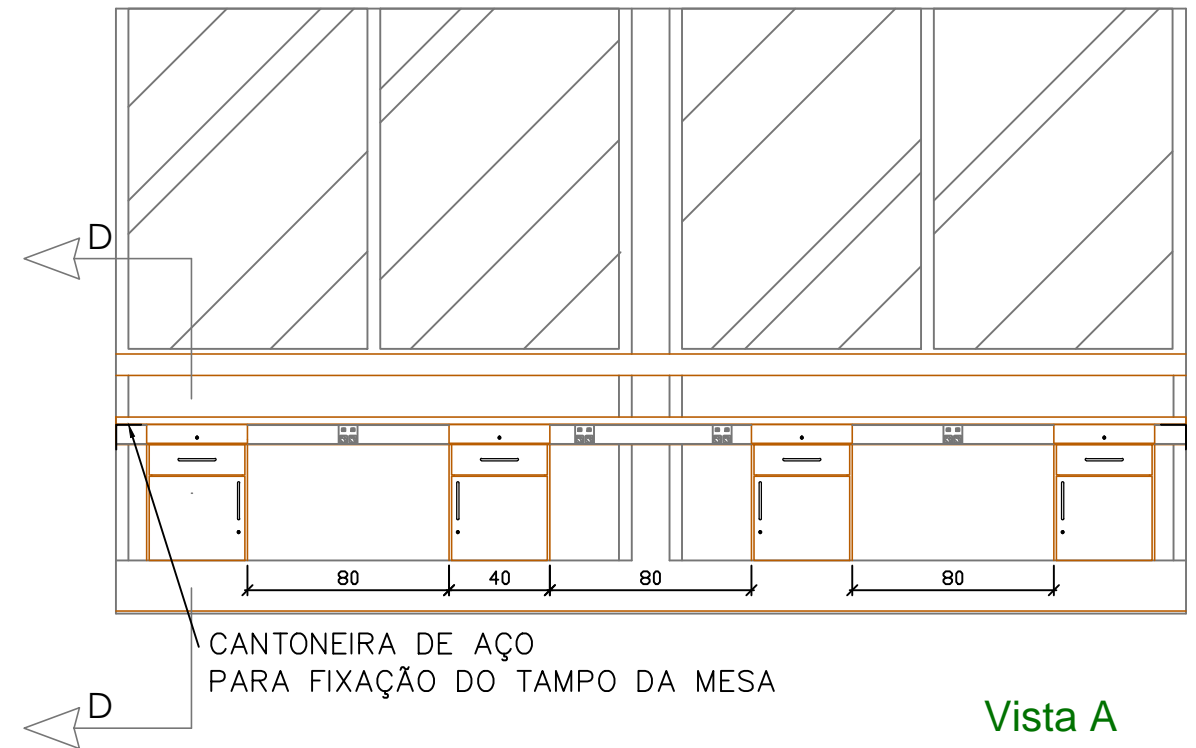 D
80
40
80
80
CANTONEIRA DE AÇO
PARA FIXAÇÃO DO TAMPO DA MESA
D
Vista A